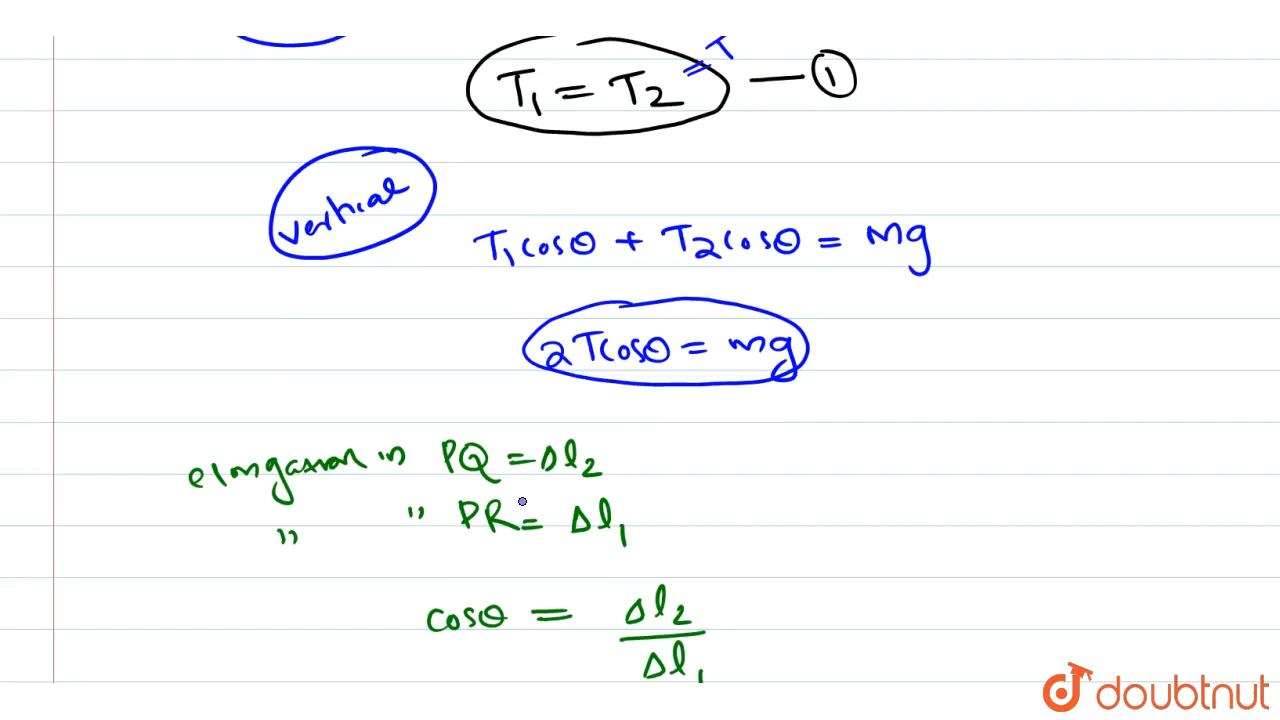 T₁ = T₂ = T — ①
vertical
T₁cosθ + T₂cosθ = mg
2Tcosθ = mg
elongation in PQ = Δl₂
" " PR = Δl₁
cosθ = Δl₂ / Δl₁
doubtnut